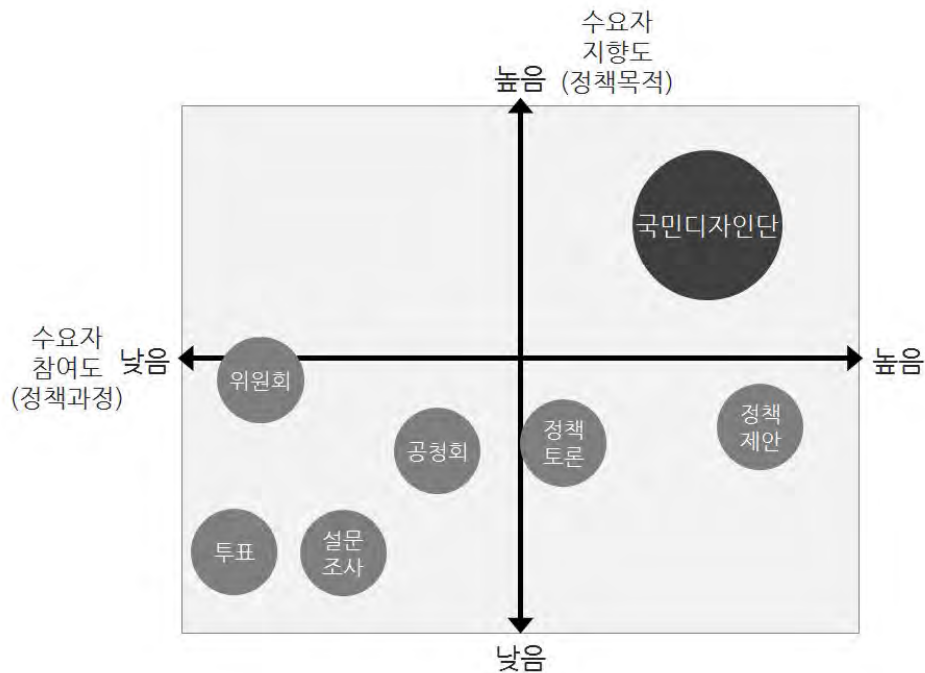 수요자
지향도
(정책목적)
높음
국민디자인단
수요자
참여도
(정책과정)
낮음
높음
위원회
공청회
정책
토론
정책
제안
투표
설문
조사
낮음